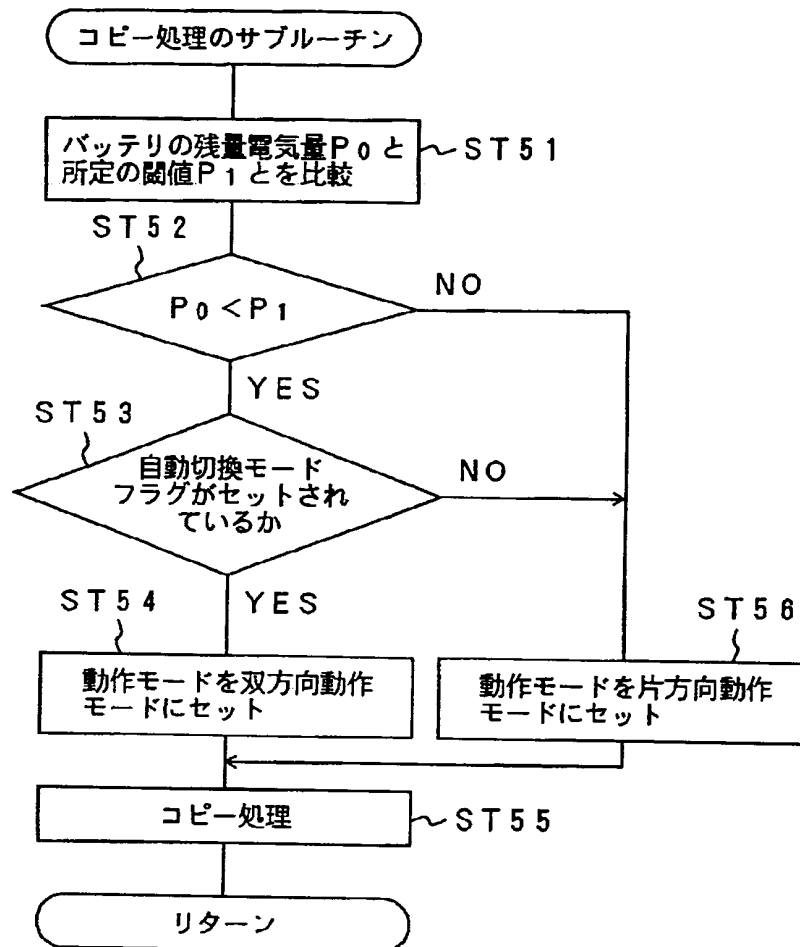 コピー処理のサブルーチン
バッテリの残量電気量P0と
所定の閾値P1とを比較
ST51
ST52
P0<P1
NO
YES
ST53
自動切換モード
フラグがセットされ
ているか
NO
YES
ST54
動作モードを双方向動作
モードにセット
ST56
動作モードを片方向動作
モードにセット
コピー処理
ST55
リターン